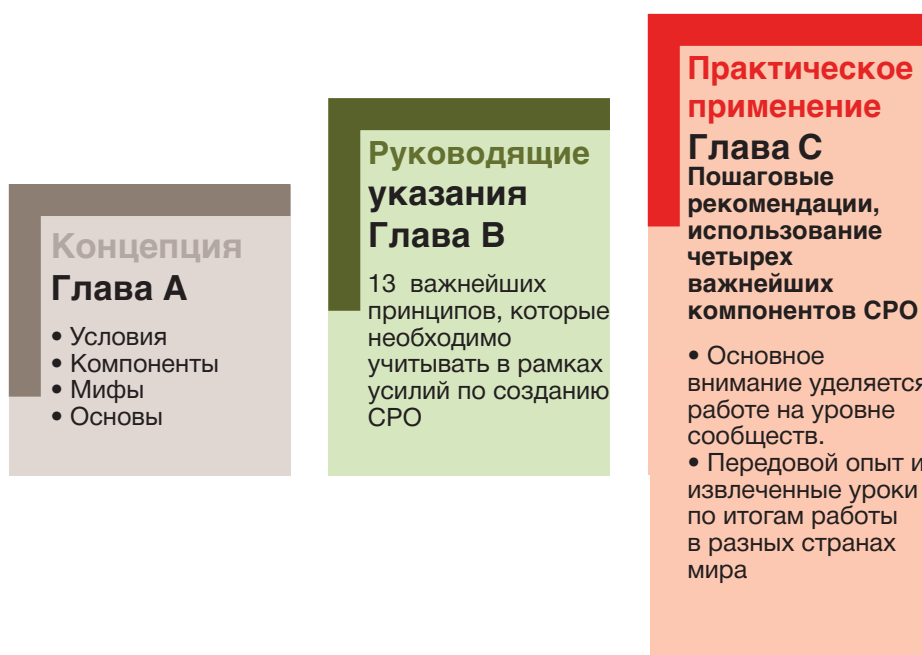 Концепция
Глава A
• Условия
• Компоненты
• Мифы
• Основы
Руководящие
указания
Глава B
13 важнейших
принципов, которые
необходимо
учитывать в рамках
усилий по созданию
СРО
Практическое
применение
Глава C
Пошаговые
рекомендации,
использование
четырех
важнейших
компонентов СРО
• Основное
внимание уделяется
работе на уровне
сообществ.
• Передовой опыт и
извлеченные уроки
по итогам работы
в разных странах
мира